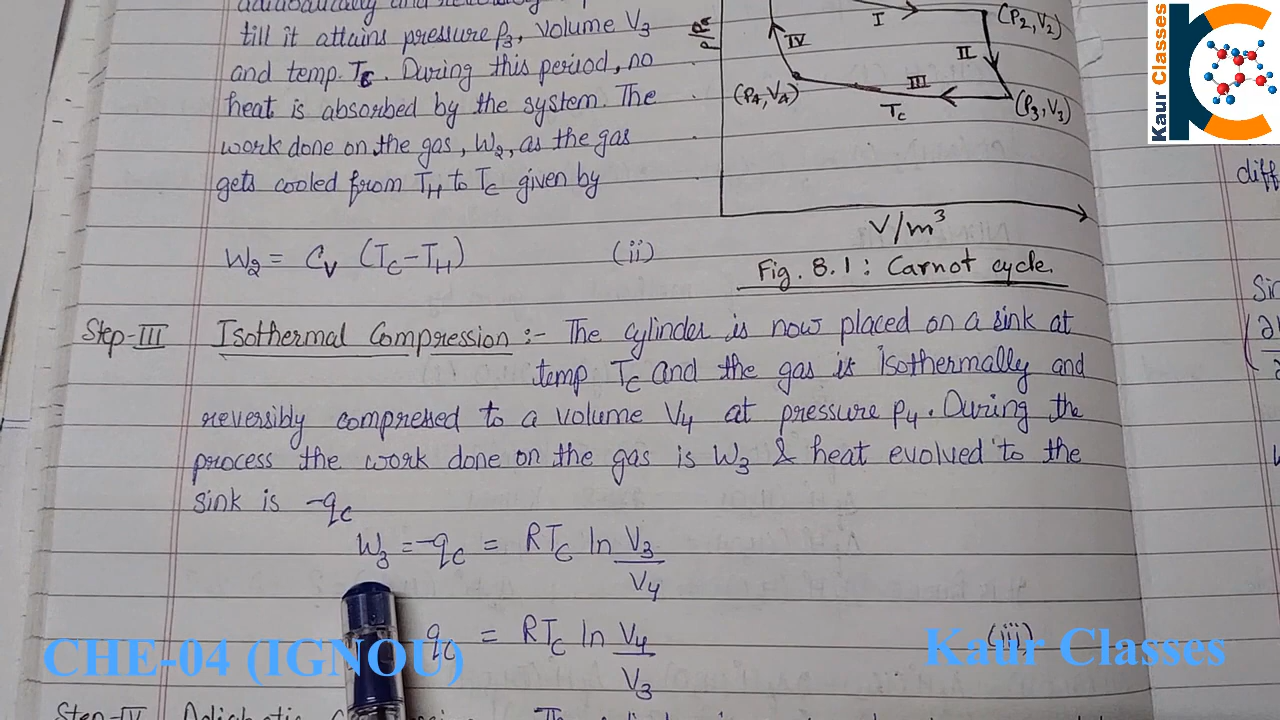 till it attains pressure p3, volume V3
and temp. Tc. During this period, no
heat is absorbed by the system. The
work done on the gas, W2, as the gas
gets cooled from TH to Tc given by
W2 = Cv (Tc-TH) (ii)
I
(P2,V2)
IV
II
(P4,V4)
III
Tc
(P3,V3)
V/m³
Fig. 8.1 : Carnot cycle.
Step-III Isothermal Compression :- The cylinder is now placed on a sink at
temp Tc and the gas is isothermally and
reversibly compressed to a volume V4 at pressure p4. During the
process the work done on the gas is W3 & heat evolved to the
sink is -qc
W3 = -qc = RTc ln V3/V4
qc = RTc ln V4/V3 (iii)
Step-IV
diff
Kaur Classes
CHE-04 (IGNOU)
Kaur Classes